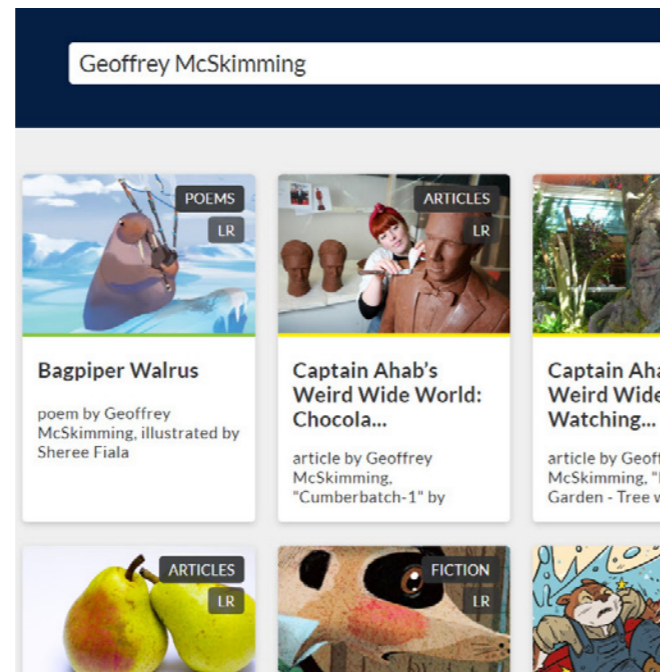 Geoffrey McSkimming
POEMS
LR
Bagpiper Walrus
poem by Geoffrey
McSkimming, illustrated by
Sheree Fiala
ARTICLES
LR
Captain Ahab’s
Weird Wide World:
Chocola...
article by Geoffrey
McSkimming,
"Cumberbatch-1" by
Captain Aha
Weird Wide
Watching...
article by Geoff
McSkimming, "
Garden - Tree w
ARTICLES
LR
FICTION
LR